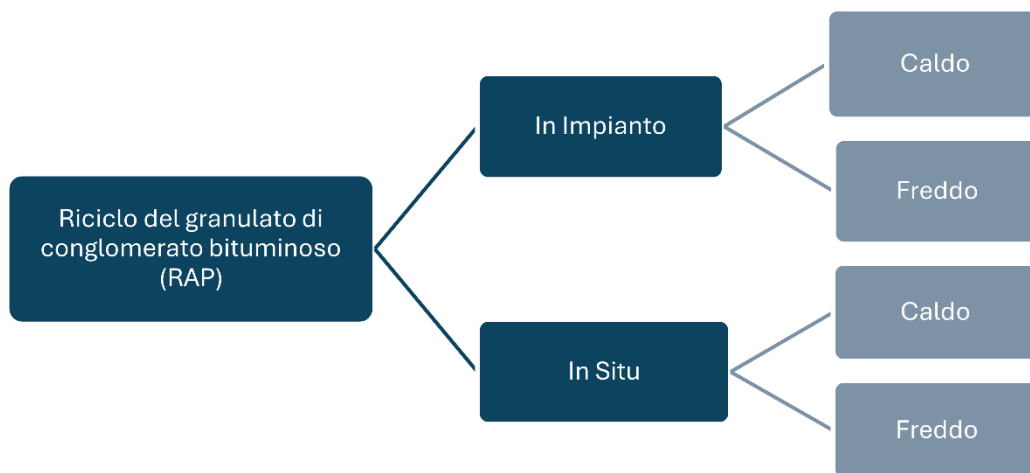 Riciclo del granulato di
conglomerato bituminoso
(RAP)
In Impianto
Caldo
Freddo
In Situ
Caldo
Freddo